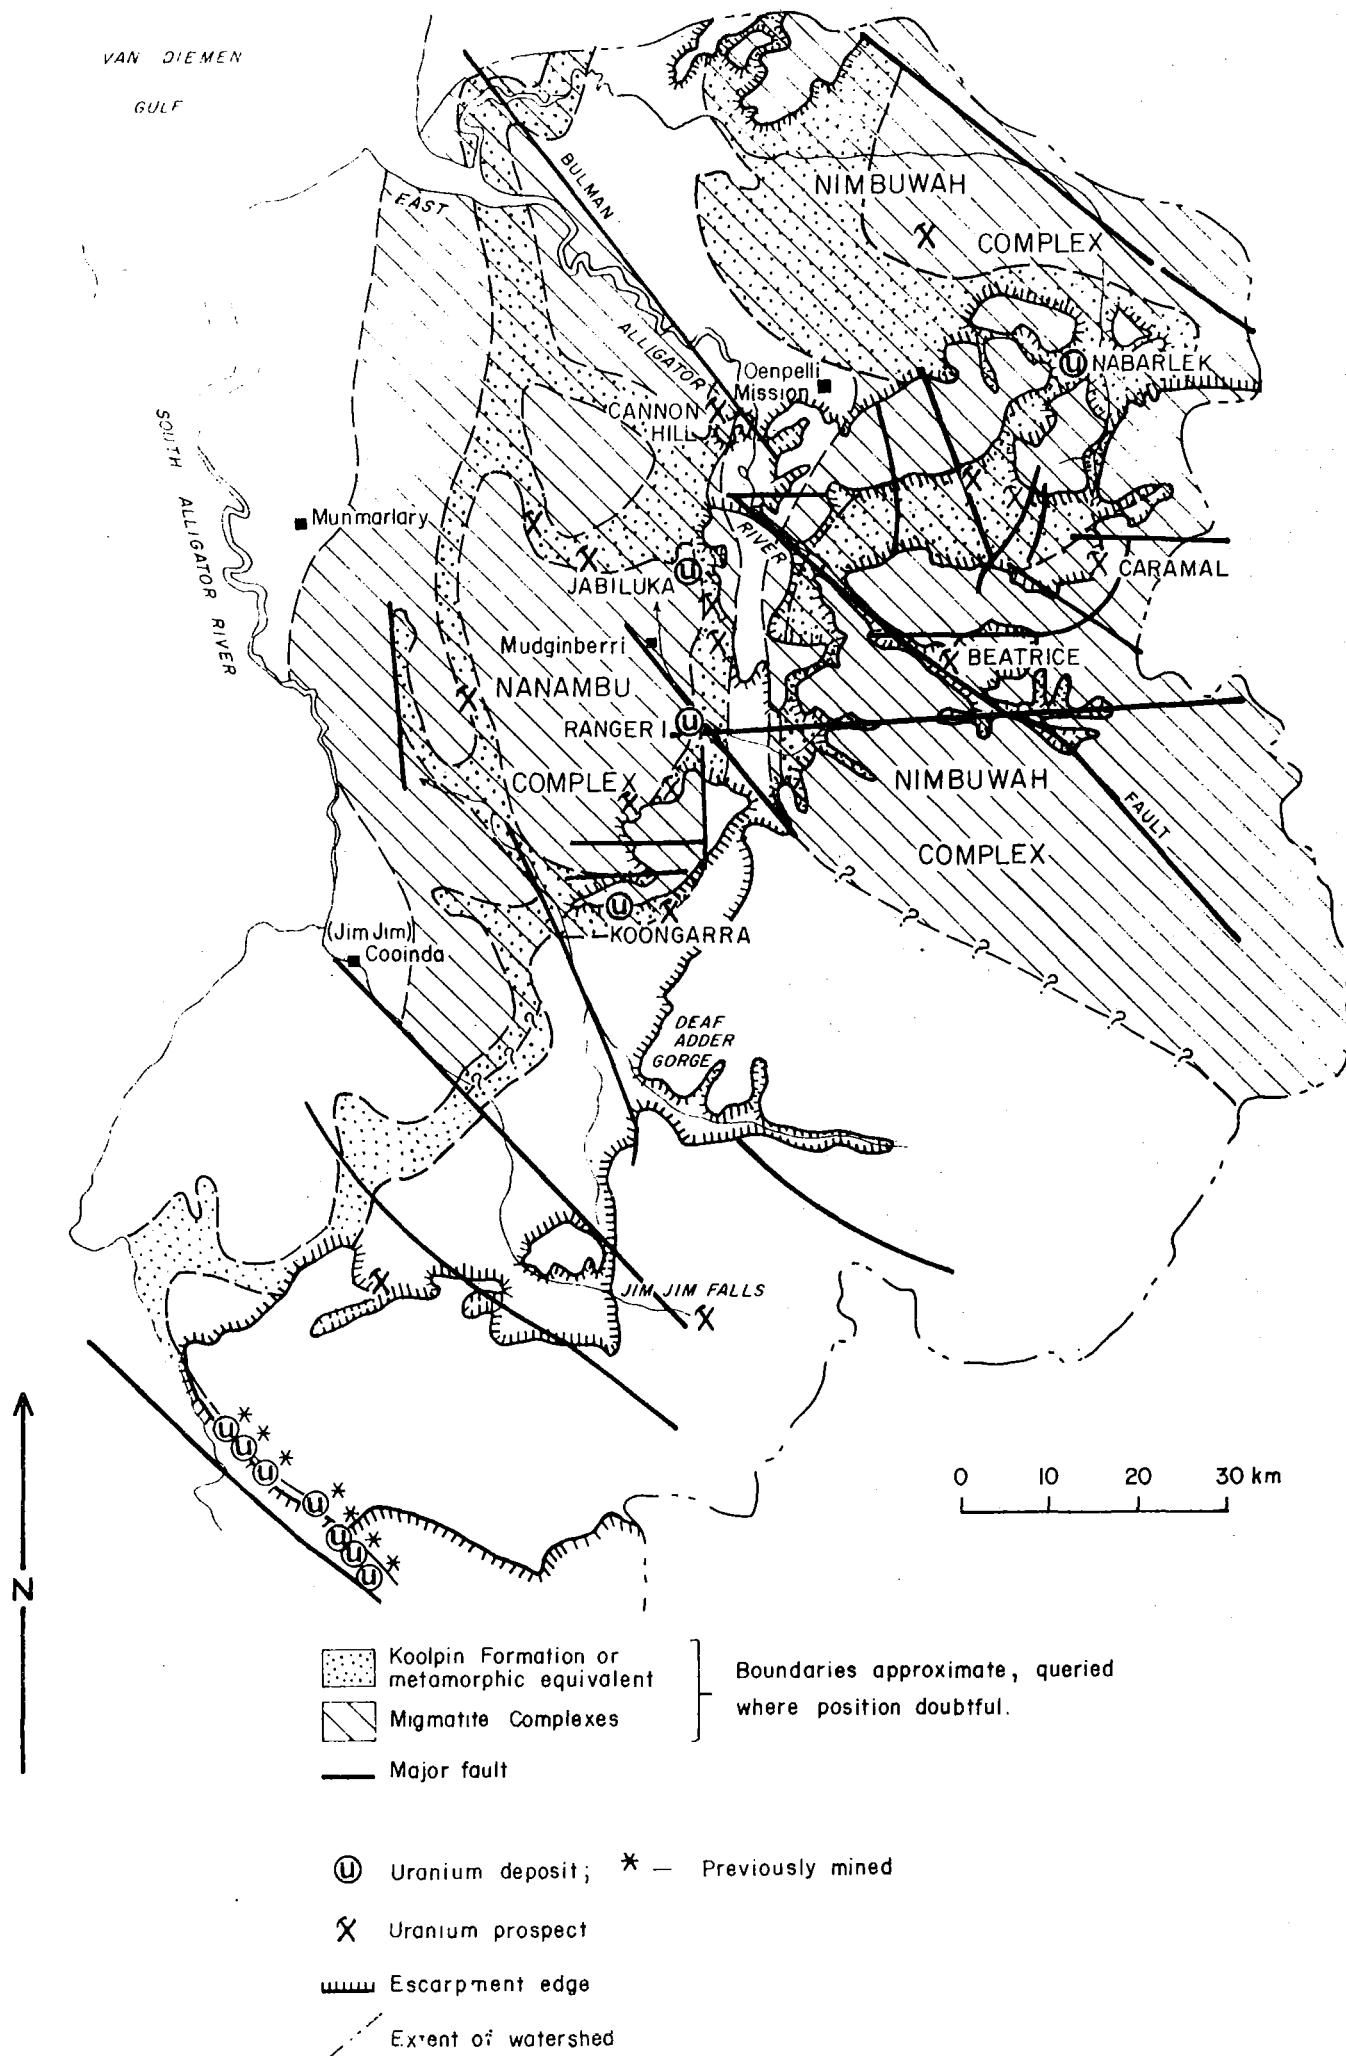 VAN DIEMEN
GULF
BULMAN
EAST
NIMBUWAH
COMPLEX
ALLIGATOR
Oenpelli
Mission
NABARLEK
CANNON
HILL
SOUTH ALLIGATOR RIVER
Munmarlary
RIVER
JABILUKA
CARAMAL
Mudginberri
BEATRICE
NANAMBU
RANGER I
COMPLEX
NIMBUWAH
COMPLEX
FAULT
? ? ? ? ? ?
KOONGARRA
(Jim Jim)
Cooinda
? ? ?
DEAF
ADDER
GORGE
JIM JIM FALLS
U U U U
* * * * * * *
U U U U U U U
0 10 20 30 km
N
Koolpin Formation or
metamorphic equivalent
Migmatite Complexes
Boundaries approximate, queried
where position doubtful.
Major fault
U Uranium deposit; * — Previously mined
Uranium prospect
Escarpment edge
Extent of watershed